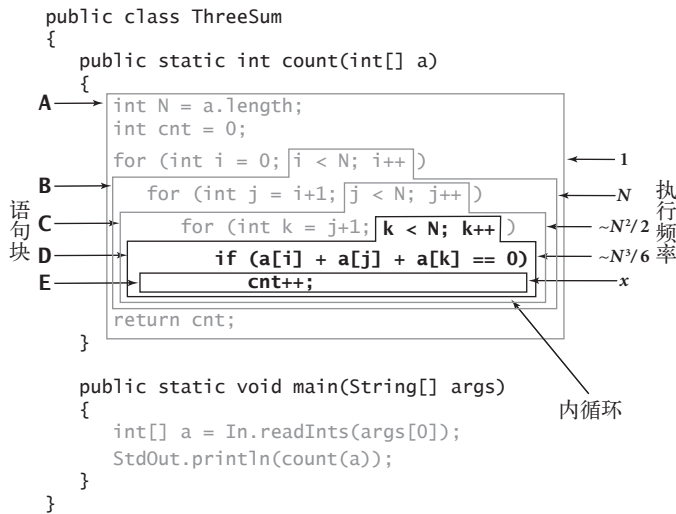 public class ThreeSum
{
public static int count(int[] a)
{
A
int N = a.length;
int cnt = 0;
for (int i = 0; i < N; i++)
1
B
for (int j = i+1; j < N; j++)
N
C
for (int k = j+1; k < N; k++)
~N²/2
D
if (a[i] + a[j] + a[k] == 0)
~N³/6
E
cnt++;
x
语句块
执行频率
return cnt;
}
内循环
public static void main(String[] args)
{
int[] a = In.readInts(args[0]);
StdOut.println(count(a));
}
}